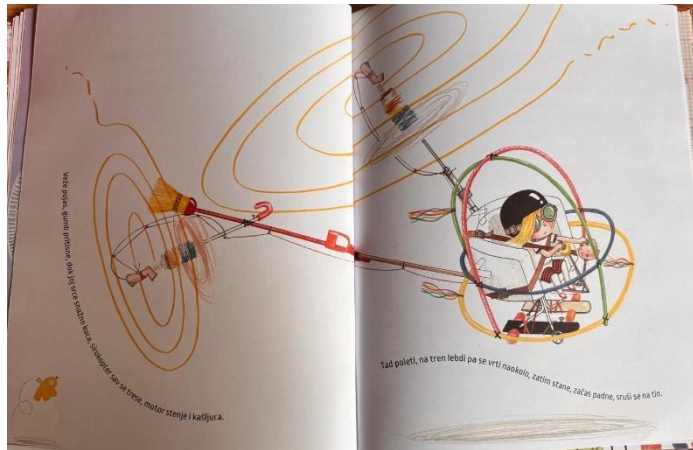 Veže pojas, gumb pritisne, dok joj srce snažno kuca, sirokopter sav se trese, motor stenje i kašljuca.
Tad poleti, na tren lebdi pa se vrti naokolo, zatim stane, začas padne, sruši se na tlo.